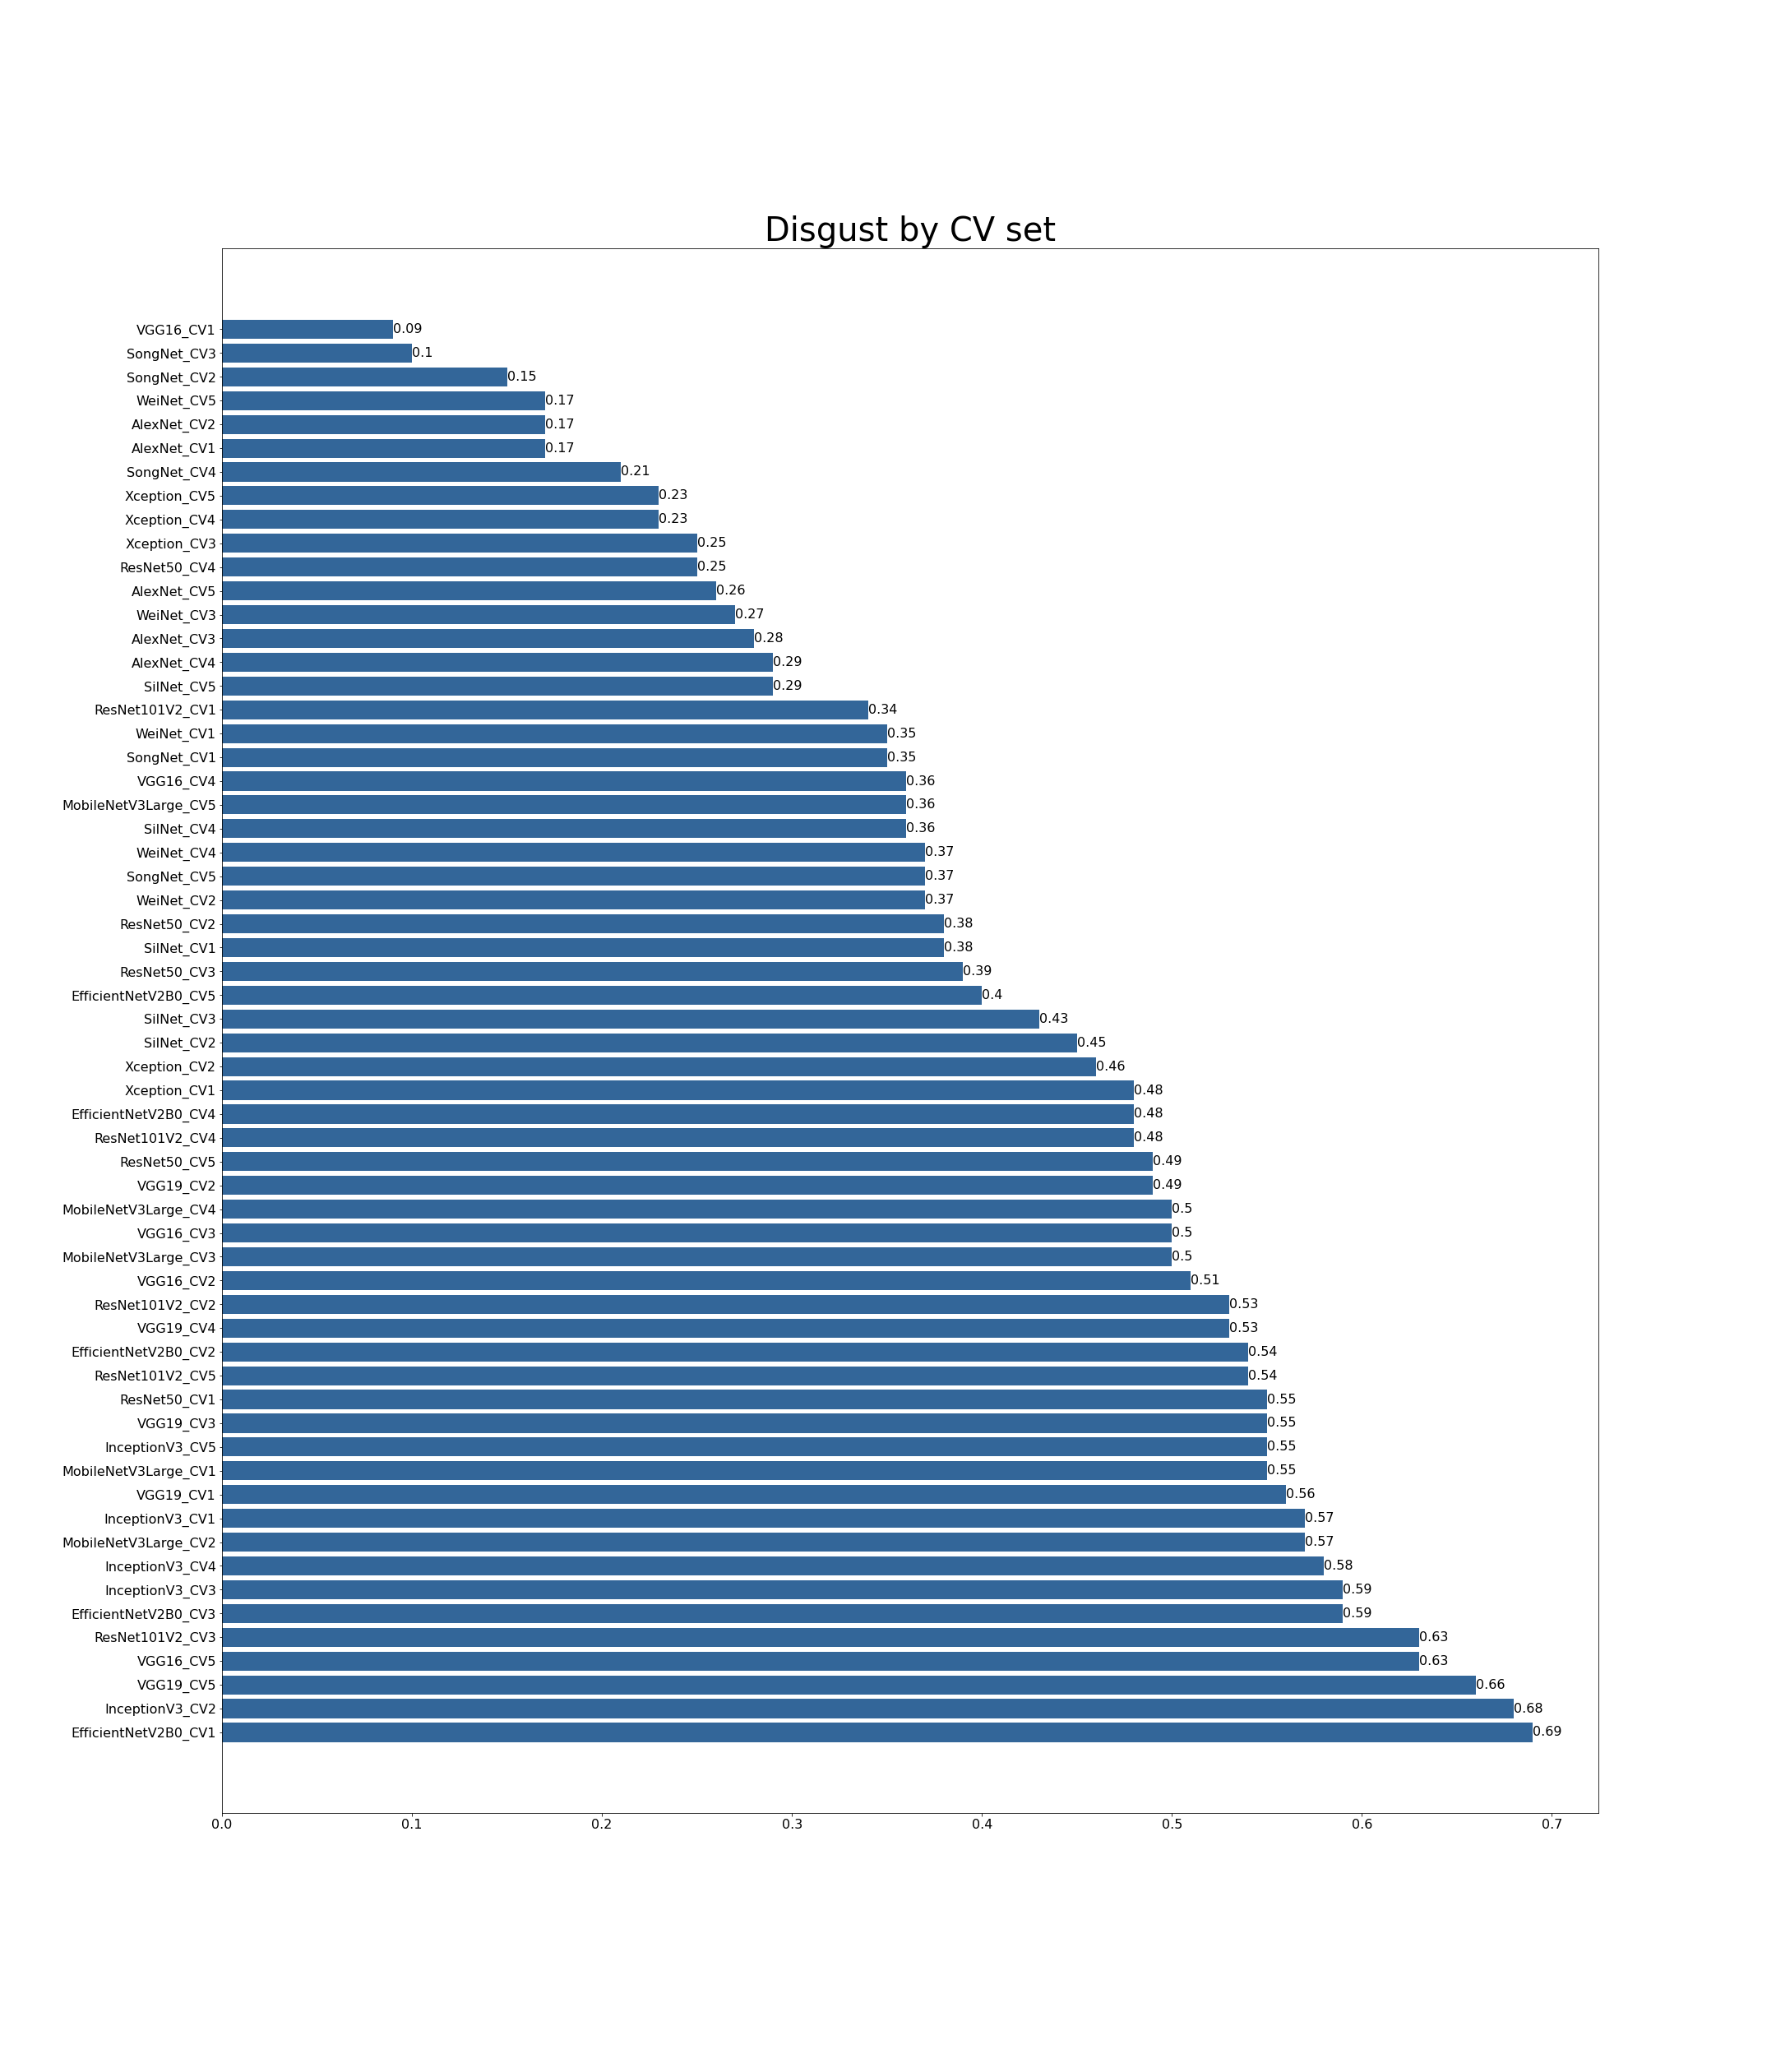 Disgust by CV set
VGG16_CV1 0.09
SongNet_CV3 0.1
SongNet_CV2 0.15
WeiNet_CV5 0.17
AlexNet_CV2 0.17
AlexNet_CV1 0.17
SongNet_CV4 0.21
Xception_CV5 0.23
Xception_CV4 0.23
Xception_CV3 0.25
ResNet50_CV4 0.25
AlexNet_CV5 0.26
WeiNet_CV3 0.27
AlexNet_CV3 0.28
AlexNet_CV4 0.29
SilNet_CV5 0.29
ResNet101V2_CV1 0.34
WeiNet_CV1 0.35
SongNet_CV1 0.35
VGG16_CV4 0.36
MobileNetV3Large_CV5 0.36
SilNet_CV4 0.36
WeiNet_CV4 0.37
SongNet_CV5 0.37
WeiNet_CV2 0.37
ResNet50_CV2 0.38
SilNet_CV1 0.38
ResNet50_CV3 0.39
EfficientNetV2B0_CV5 0.4
SilNet_CV3 0.43
SilNet_CV2 0.45
Xception_CV2 0.46
Xception_CV1 0.48
EfficientNetV2B0_CV4 0.48
ResNet101V2_CV4 0.48
ResNet50_CV5 0.49
VGG19_CV2 0.49
MobileNetV3Large_CV4 0.5
VGG16_CV3 0.5
MobileNetV3Large_CV3 0.5
VGG16_CV2 0.51
ResNet101V2_CV2 0.53
VGG19_CV4 0.53
EfficientNetV2B0_CV2 0.54
ResNet101V2_CV5 0.54
ResNet50_CV1 0.55
VGG19_CV3 0.55
InceptionV3_CV5 0.55
MobileNetV3Large_CV1 0.55
VGG19_CV1 0.56
InceptionV3_CV1 0.57
MobileNetV3Large_CV2 0.57
InceptionV3_CV4 0.58
InceptionV3_CV3 0.59
EfficientNetV2B0_CV3 0.59
ResNet101V2_CV3 0.63
VGG16_CV5 0.63
VGG19_CV5 0.66
InceptionV3_CV2 0.68
EfficientNetV2B0_CV1 0.69
0.0 0.1 0.2 0.3 0.4 0.5 0.6 0.7